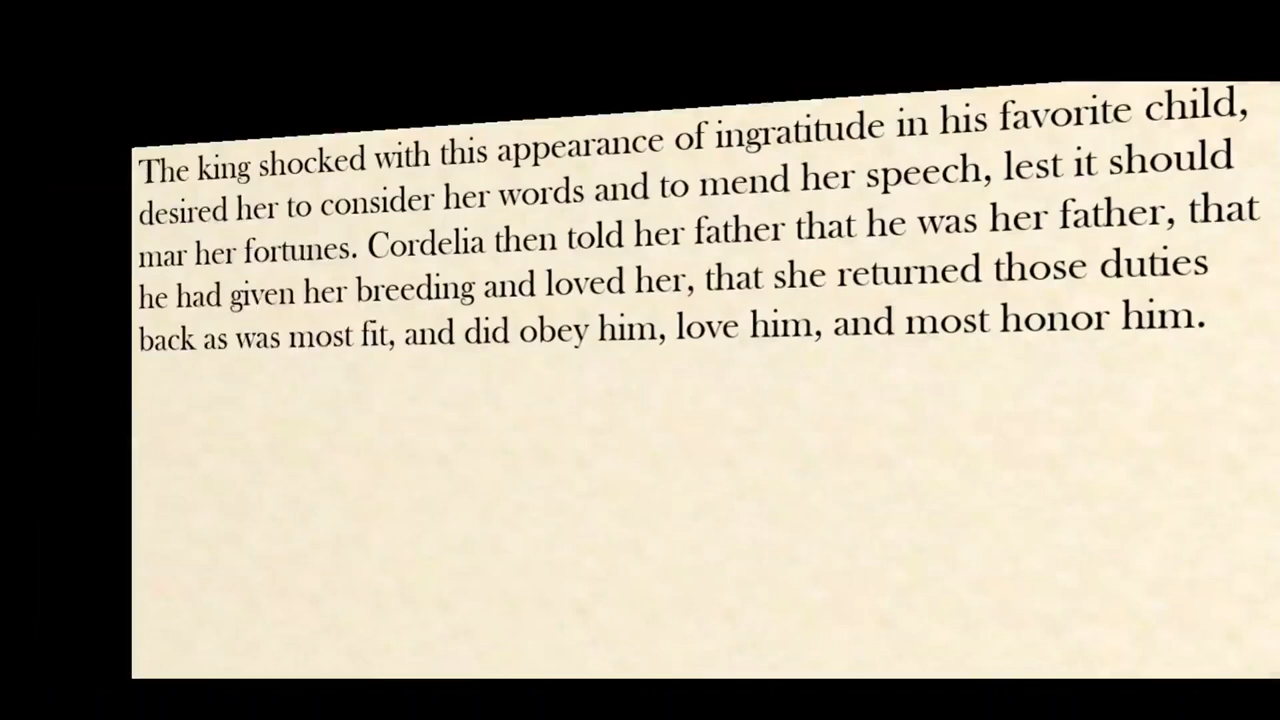 The king shocked with this appearance of ingratitude in his favorite child,
desired her to consider her words and to mend her speech, lest it should
mar her fortunes. Cordelia then told her father that he was her father, that
he had given her breeding and loved her, that she returned those duties
back as was most fit, and did obey him, love him, and most honor him.